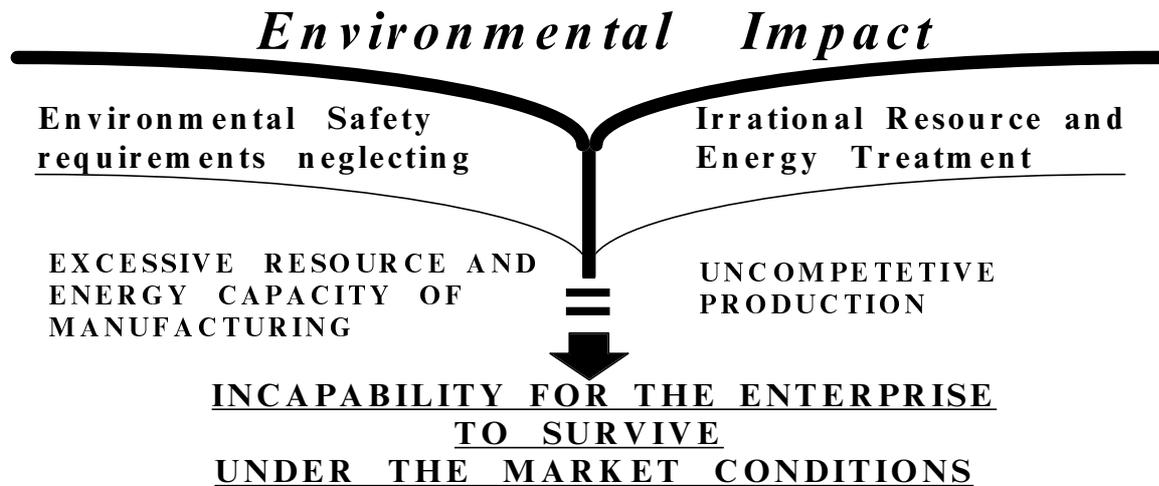 Environmental Impact
Environmental Safety
requirements neglecting
Irrational Resource and
Energy Treatment
EXCESSIVE RESOURCE AND
ENERGY CAPACITY OF
MANUFACTURING
UNCOMPETETIVE
PRODUCTION
INCAPABILITY FOR THE ENTERPRISE
TO SURVIVE
UNDER THE MARKET CONDITIONS